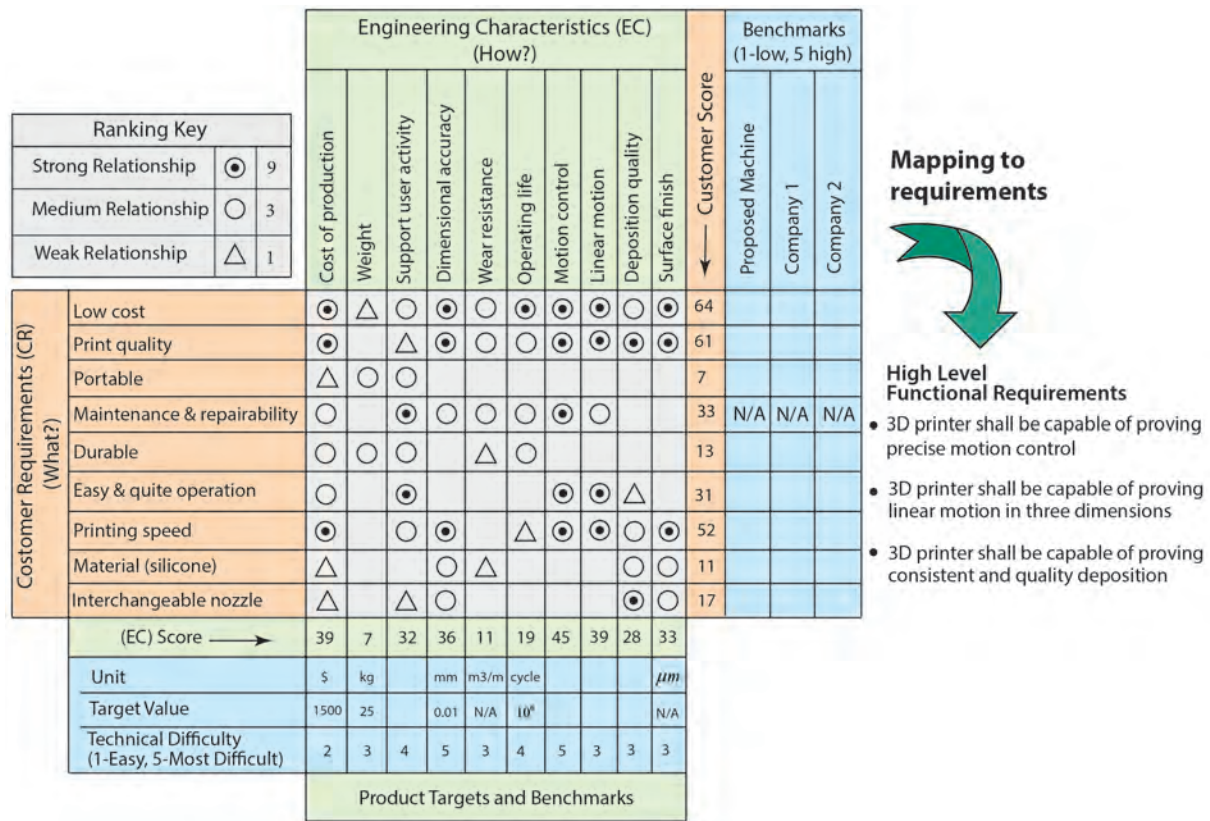 Engineering Characteristics (EC)
(How?)
Benchmarks
(1-low, 5 high)
Ranking Key
Strong Relationship 9
Medium Relationship 3
Weak Relationship 1
Cost of production
Weight
Support user activity
Dimensional accuracy
Wear resistance
Operating life
Motion control
Linear motion
Deposition quality
Surface finish
Customer Score
Proposed Machine
Company 1
Company 2
Mapping to
requirements
Costomer Requirements (CR)
(What?)
Low cost 64
Print quality 61
Portable 7
Maintenance & repairability 33 N/A N/A N/A
Durable 13
Easy & quite operation 31
Printing speed 52
Material (silicone) 11
Interchangeable nozzle 17
High Level
Functional Requirements
• 3D printer shall be capable of proving
precise motion control
• 3D printer shall be capable of proving
linear motion in three dimensions
• 3D printer shall be capable of proving
consistent and quality deposition
(EC) Score 39 7 32 36 11 19 45 39 28 33
Unit $ kg mm m3/m cycle μm
Target Value 1500 25 0.01 N/A N/A
Technical Difficulty
(1-Easy, 5-Most Difficult) 2 3 4 5 3 4 5 3 3 3
Product Targets and Benchmarks